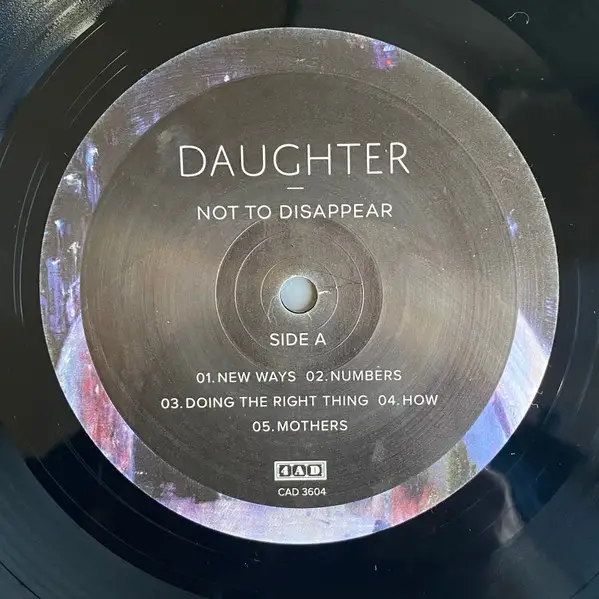 DAUGHTER
NOT TO DISAPPEAR
SIDE A
01. NEW WAYS 02. NUMBERS
03. DOING THE RIGHT THING 04. HOW
05. MOTHERS
4AD
CAD 3604